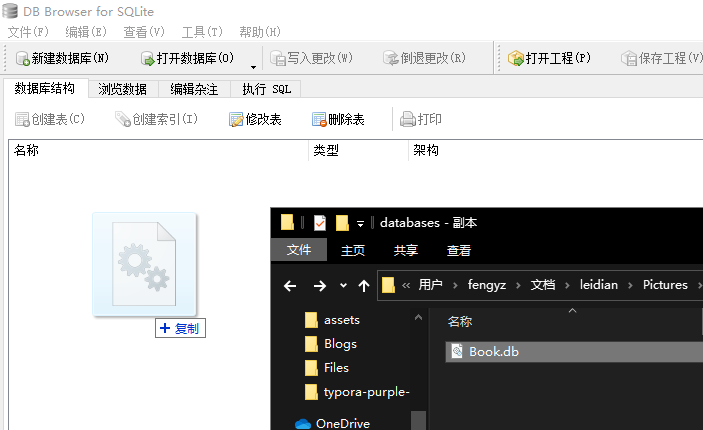 DB Browser for SQLite
文件(F) 编辑(E) 查看(V) 工具(T) 帮助(H)
新建数据库(N) 打开数据库(O) 写入更改(W) 倒退更改(R) 打开工程(P) 保存工程(V)
数据库结构 浏览数据 编辑杂注 执行 SQL
创建表(C) 创建索引(I) 修改表 删除表 打印
名称 类型 架构
+ 复制
databases - 副本
文件 主页 共享 查看
« 用户 > fengyz > 文档 > leidian > Pictures >
assets
Blogs
Files
typora-purple-
OneDrive
名称
Book.db